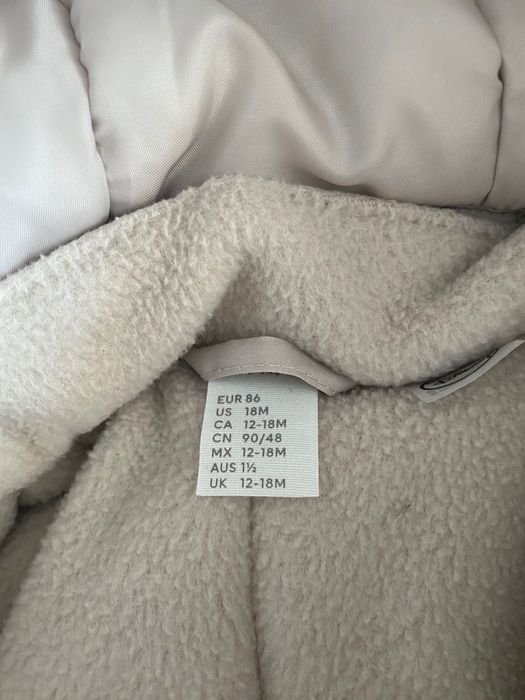 EUR 86
US 18M
CA 12-18M
CN 90/48
MX 12-18M
AUS 1½
UK 12-18M